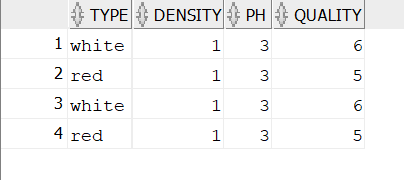 TYPE DENSITY PH QUALITY
1 white 1 3 6
2 red 1 3 5
3 white 1 3 6
4 red 1 3 5